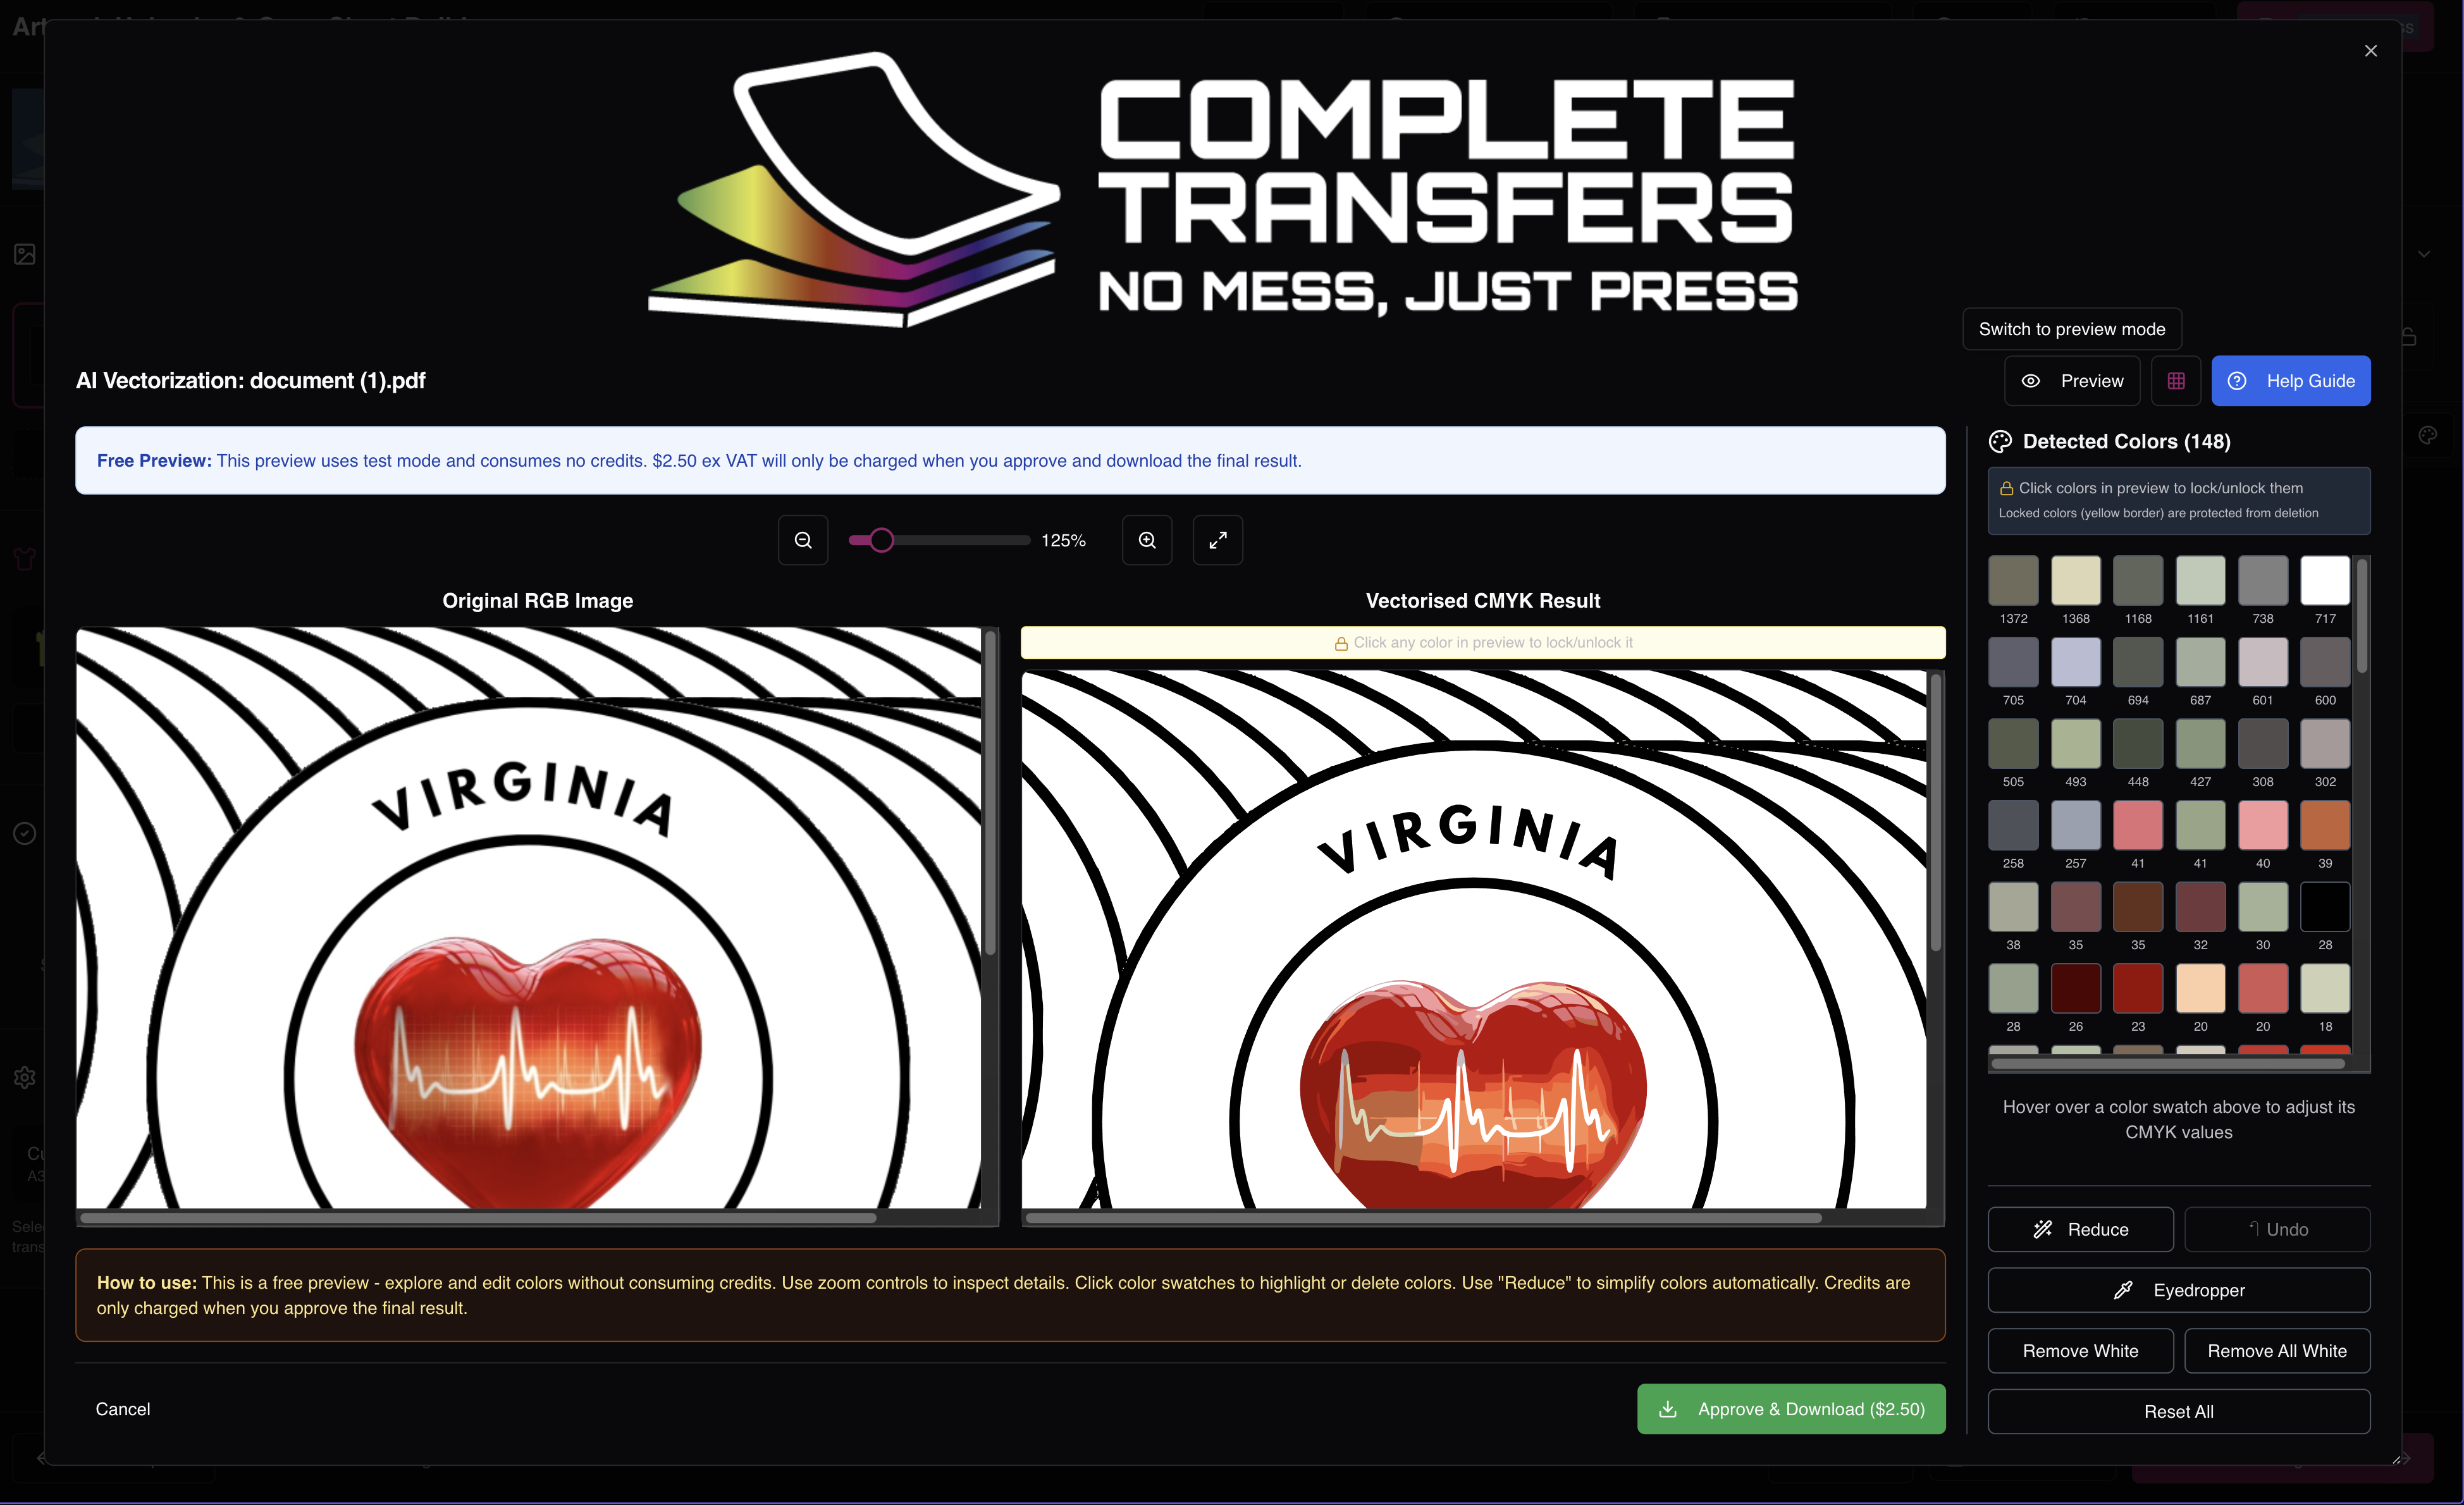 COMPLETE
TRANSFERS
NO MESS, JUST PRESS
Switch to preview mode
AI Vectorization: document (1).pdf
Preview
Help Guide
Free Preview: This preview uses test mode and consumes no credits. $2.50 ex VAT will only be charged when you approve and download the final result.
125%
Original RGB Image
Vectorised CMYK Result
Click any color in preview to lock/unlock it
VIRGINIA
VIRGINIA
How to use: This is a free preview - explore and edit colors without consuming credits. Use zoom controls to inspect details. Click color swatches to highlight or delete colors. Use "Reduce" to simplify colors automatically. Credits are
only charged when you approve the final result.
Cancel
Approve & Download ($2.50)
Detected Colors (148)
Click colors in preview to lock/unlock them
Locked colors (yellow border) are protected from deletion
1372 1368 1168 1161 738 717
705 704 694 687 601 600
505 493 448 427 308 302
258 257 41 41 40 39
38 35 35 32 30 28
28 26 23 20 20 18
Hover over a color swatch above to adjust its
CMYK values
Reduce
Undo
Eyedropper
Remove White
Remove All White
Reset All